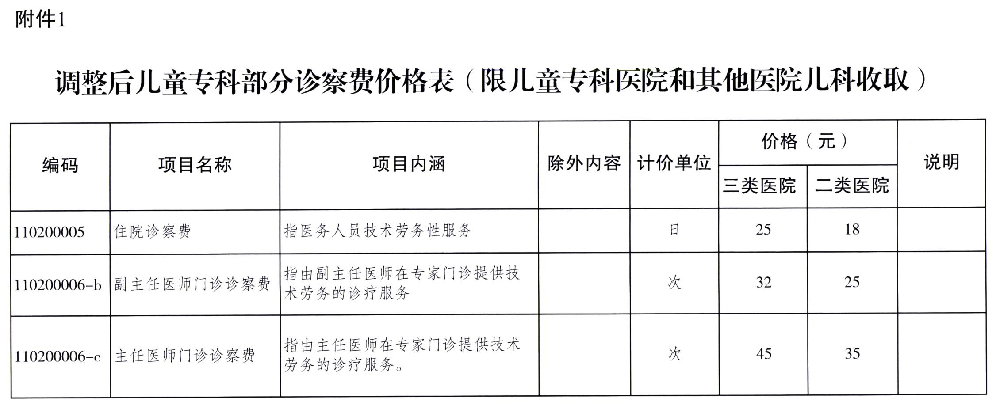 附件1
调整后儿童专科部分诊察费价格表（限儿童专科医院和其他医院儿科收取）
编码 项目名称 项目内涵 除外内容 计价单位 价格（元） 说明
三类医院 二类医院
110200005 住院诊察费 指医务人员技术劳务性服务 日 25 18
110200006-b 副主任医师门诊诊察费 指由副主任医师在专家门诊提供技
术劳务的诊疗服务 次 32 25
110200006-c 主任医师门诊诊察费 指由主任医师在专家门诊提供技术
劳务的诊疗服务。 次 45 35